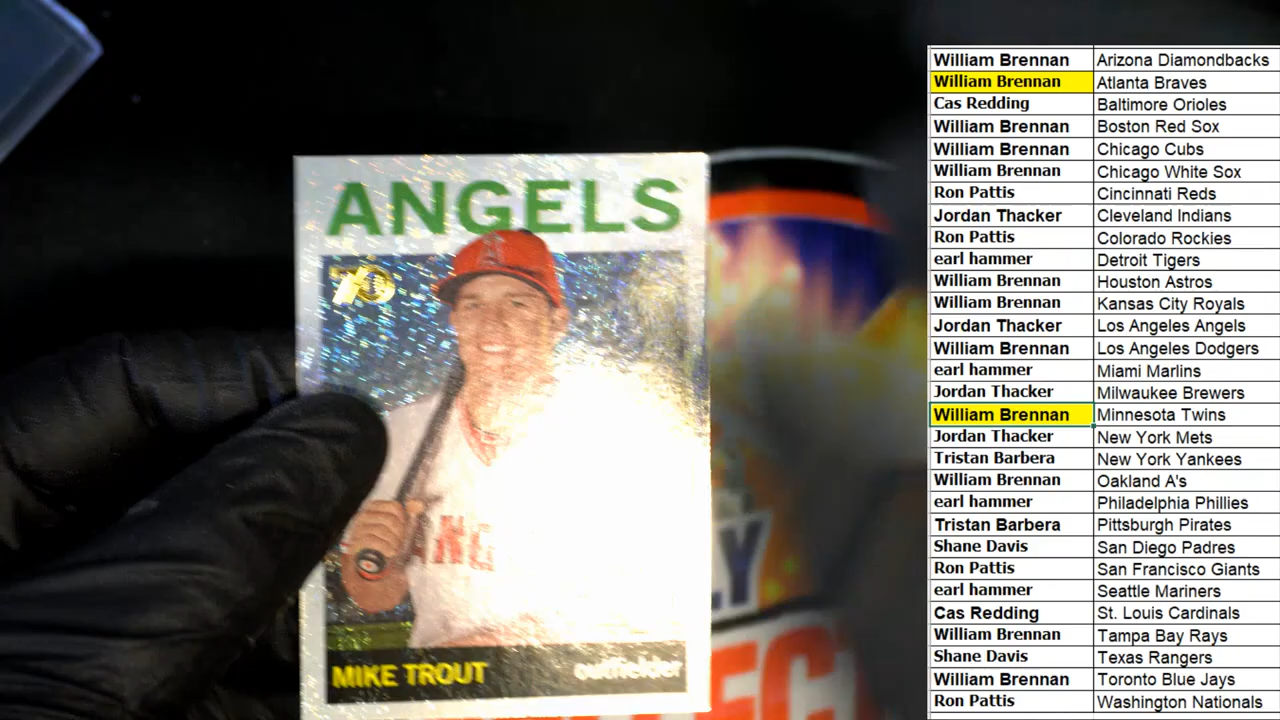 ANGELS
70
MIKE TROUT outfielder
LY
William Brennan Arizona Diamondbacks
William Brennan Atlanta Braves
Cas Redding Baltimore Orioles
William Brennan Boston Red Sox
William Brennan Chicago Cubs
William Brennan Chicago White Sox
Ron Pattis Cincinnati Reds
Jordan Thacker Cleveland Indians
Ron Pattis Colorado Rockies
earl hammer Detroit Tigers
William Brennan Houston Astros
William Brennan Kansas City Royals
Jordan Thacker Los Angeles Angels
William Brennan Los Angeles Dodgers
earl hammer Miami Marlins
Jordan Thacker Milwaukee Brewers
William Brennan Minnesota Twins
Jordan Thacker New York Mets
Tristan Barbera New York Yankees
William Brennan Oakland A's
earl hammer Philadelphia Phillies
Tristan Barbera Pittsburgh Pirates
Shane Davis San Diego Padres
Ron Pattis San Francisco Giants
earl hammer Seattle Mariners
Cas Redding St. Louis Cardinals
William Brennan Tampa Bay Rays
Shane Davis Texas Rangers
William Brennan Toronto Blue Jays
Ron Pattis Washington Nationals